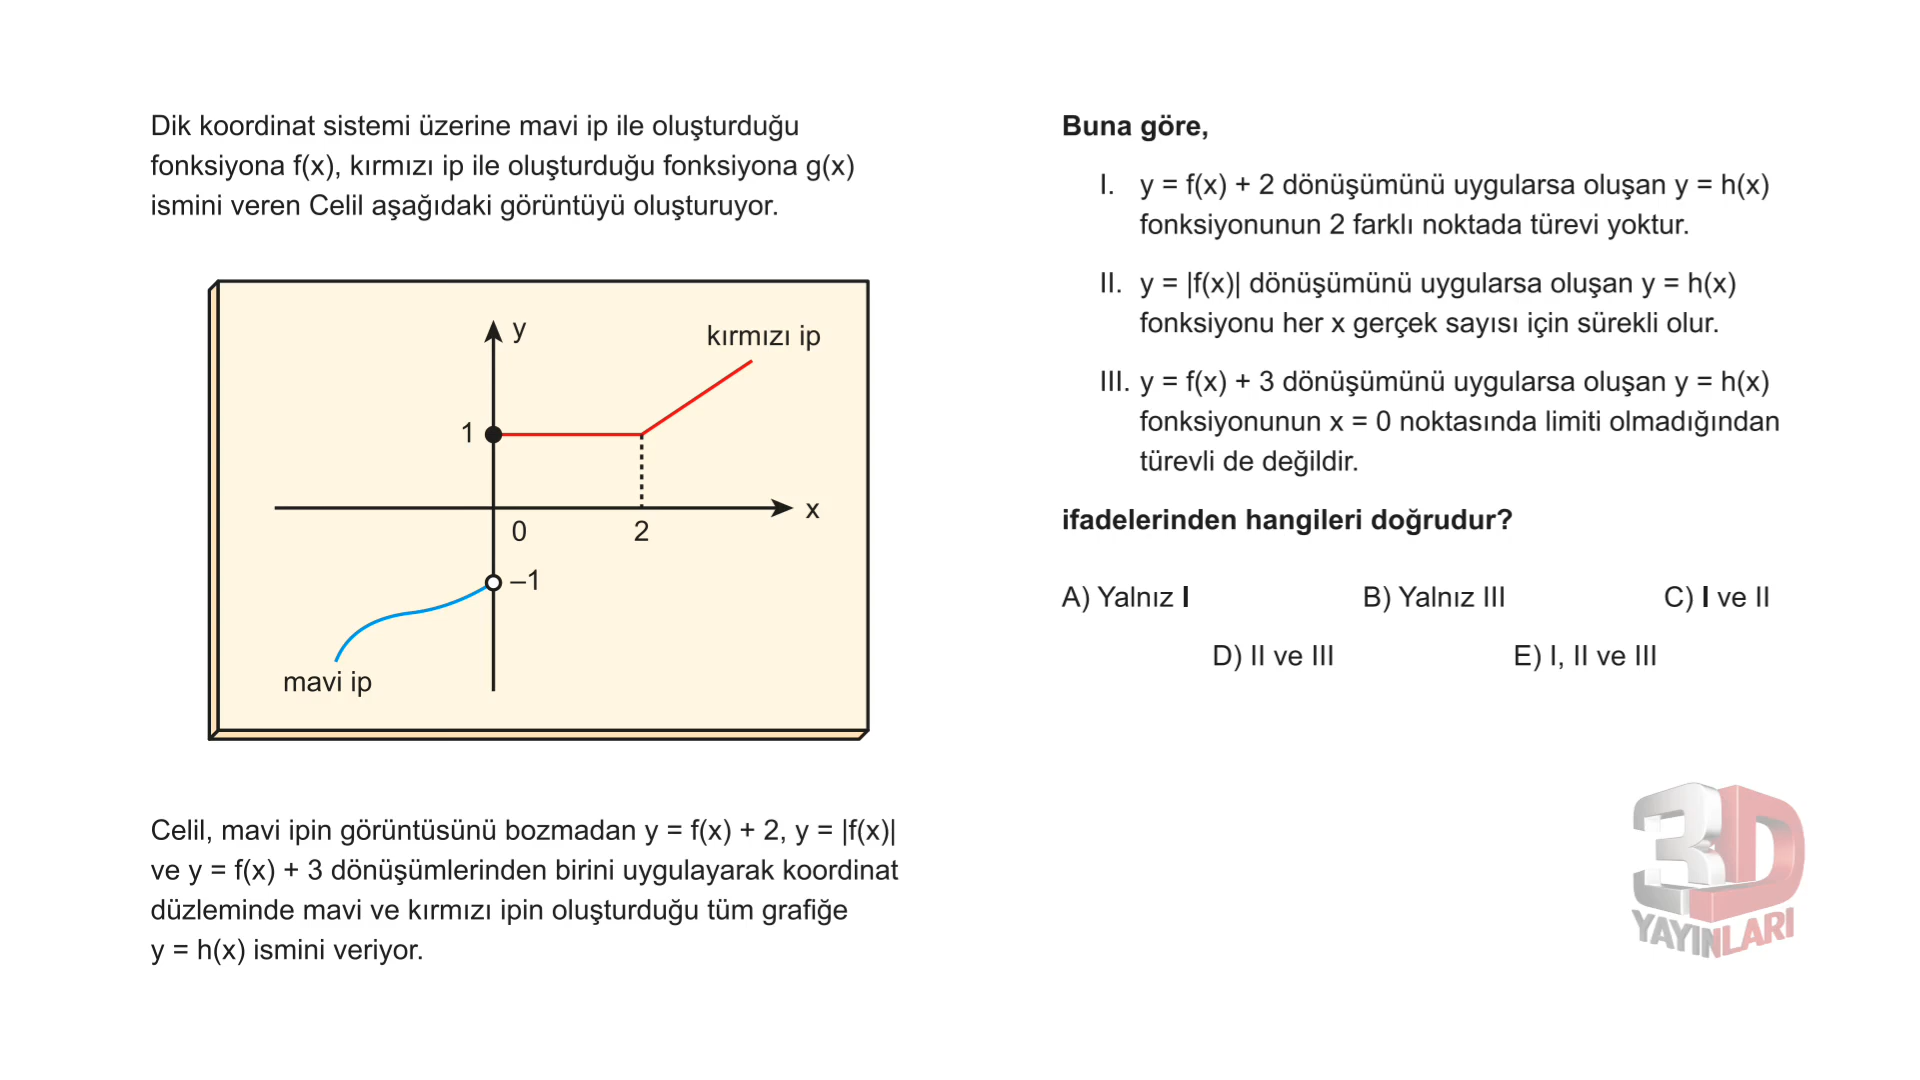 Dik koordinat sistemi üzerine mavi ip ile oluşturduğu
fonksiyona f(x), kırmızı ip ile oluşturduğu fonksiyona g(x)
ismini veren Celil aşağıdaki görüntüyü oluşturuyor.
y
kırmızı ip
1
x
0
2
–1
mavi ip
Celil, mavi ipin görüntüsünü bozmadan y = f(x) + 2, y = |f(x)|
ve y = f(x) + 3 dönüşümlerinden birini uygulayarak koordinat
düzleminde mavi ve kırmızı ipin oluşturduğu tüm grafiğe
y = h(x) ismini veriyor.
Buna göre,
I. y = f(x) + 2 dönüşümünü uygularsa oluşan y = h(x)
fonksiyonunun 2 farklı noktada türevi yoktur.
II. y = |f(x)| dönüşümünü uygularsa oluşan y = h(x)
fonksiyonu her x gerçek sayısı için sürekli olur.
III. y = f(x) + 3 dönüşümünü uygularsa oluşan y = h(x)
fonksiyonunun x = 0 noktasında limiti olmadığından
türevli de değildir.
ifadelerinden hangileri doğrudur?
A) Yalnız I B) Yalnız III C) I ve II
D) II ve III E) I, II ve III
3D
YAYINLARI